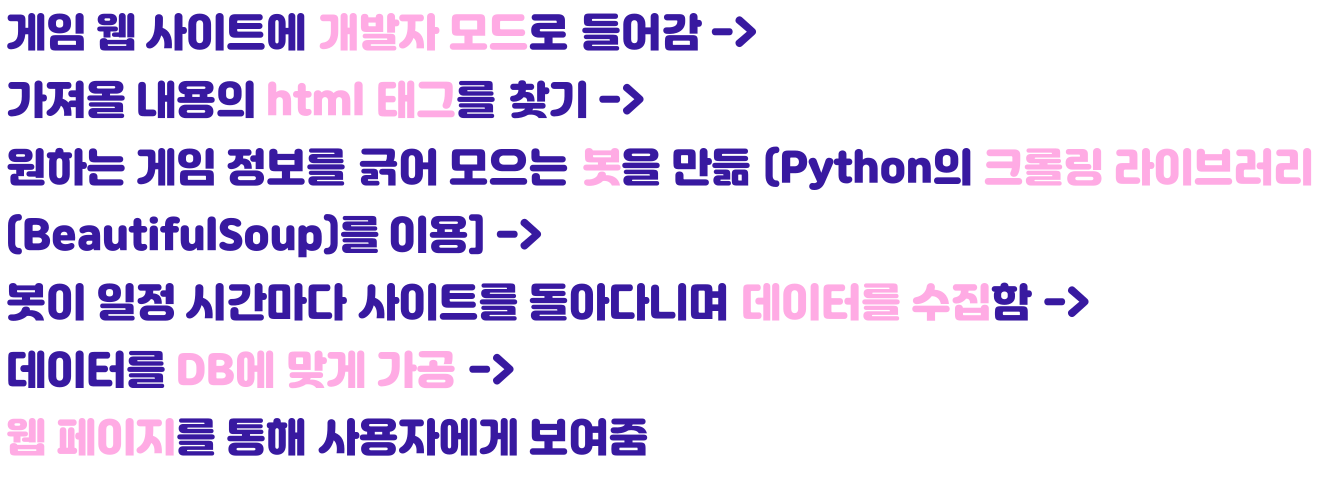 게임 웹 사이트에 개발자 모드로 들어감 ->
가져올 내용의 html 태그를 찾기 ->
원하는 게임 정보를 긁어 모으는 봇을 만듦 (Python의 크롤링 라이브러리
(BeautifulSoup)를 이용] ->
봇이 일정 시간마다 사이트를 돌아다니며 데이터를 수집함 ->
데이터를 DB에 맞게 가공 ->
웹 페이지를 통해 사용자에게 보여줌